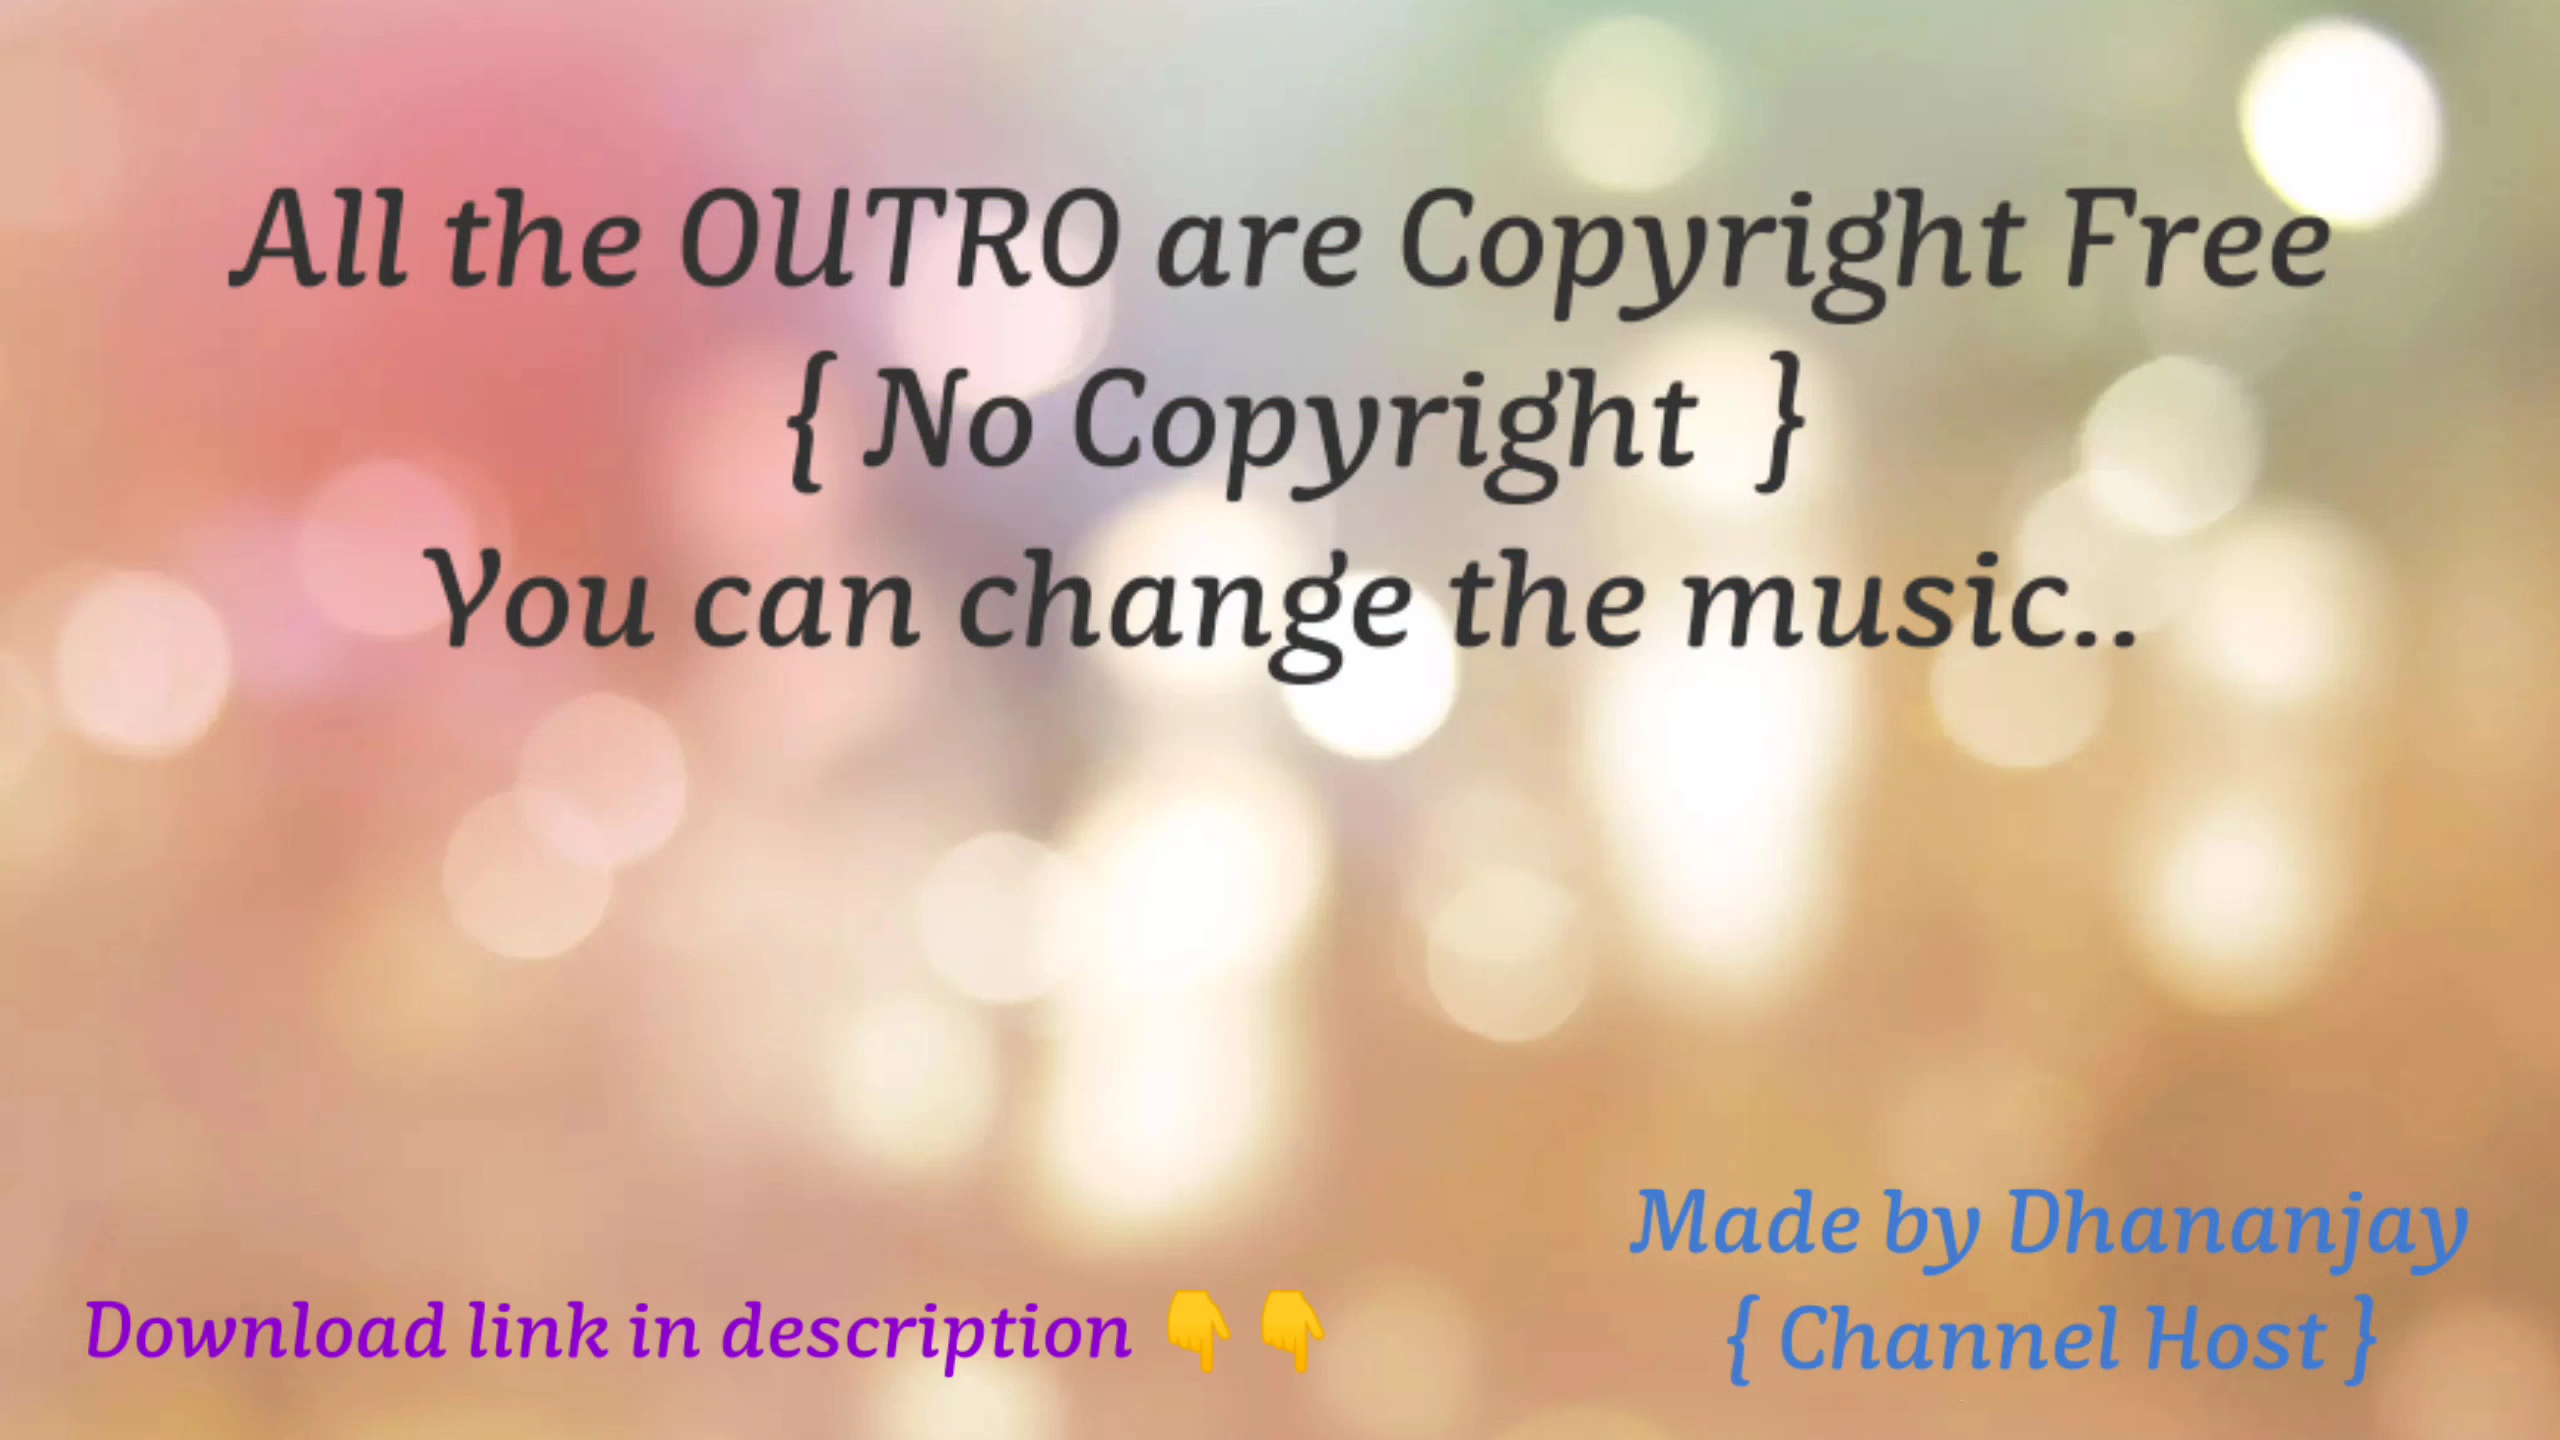 All the OUTRO are Copyright Free
{ No Copyright }
You can change the music..
Made by Dhananjay
{ Channel Host }
Download link in description 👇👇